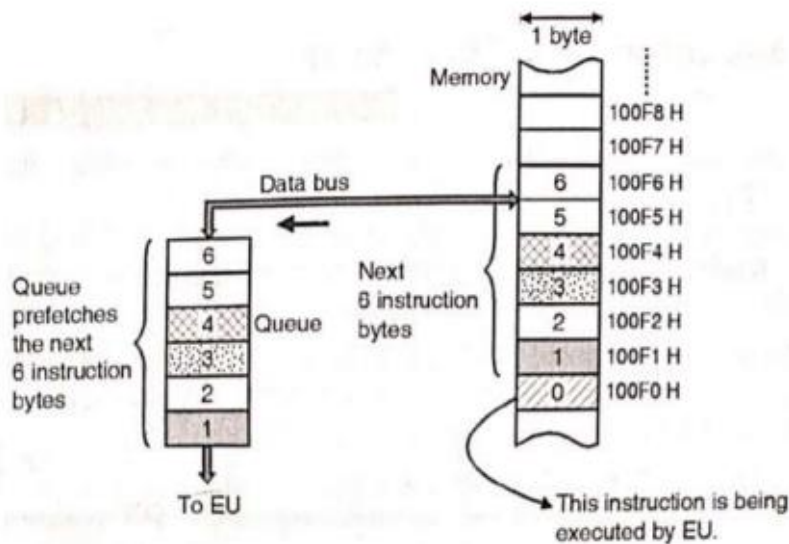 1 byte
Memory
100F8 H
100F7 H
6 100F6 H
5 100F5 H
4 100F4 H
3 100F3 H
2 100F2 H
1 100F1 H
0 100F0 H
Data bus
Next
6 instruction
bytes
Queue
prefetches
the next
6 instruction
bytes
6
5
4
3
2
1
Queue
To EU
This instruction is being
executed by EU.